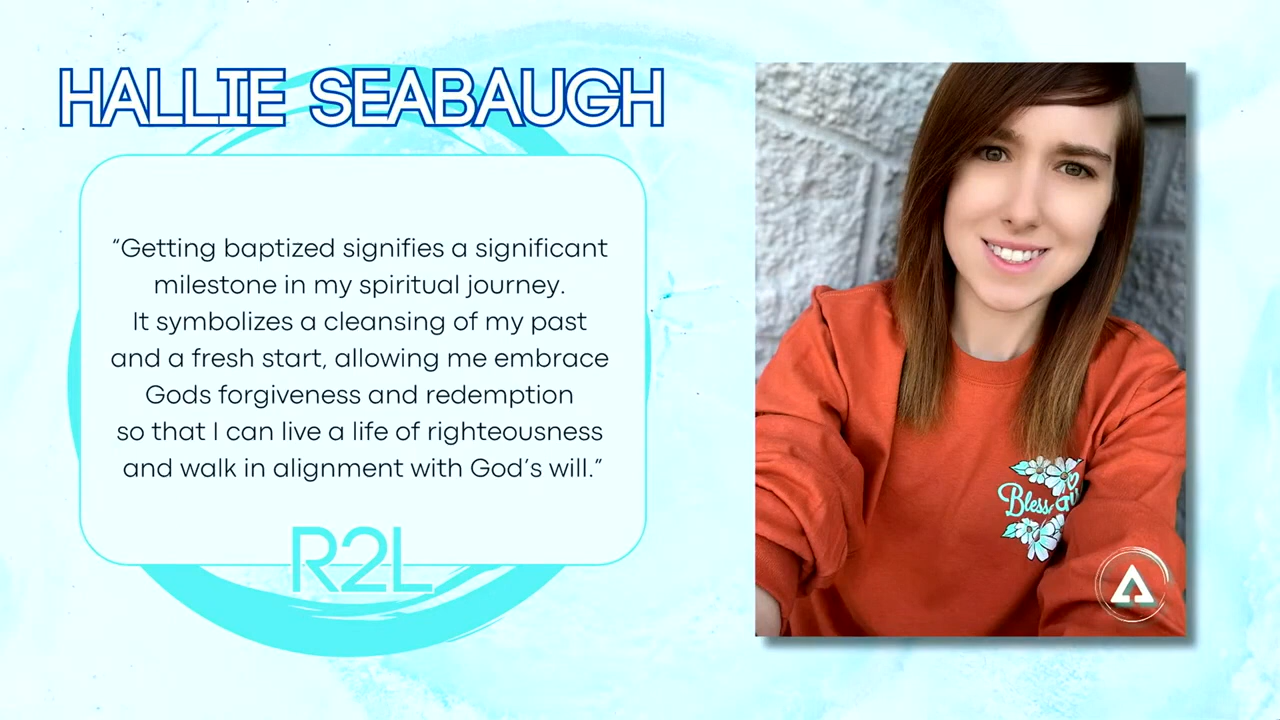 HALLIE SEABAUGH
“Getting baptized signifies a significant
milestone in my spiritual journey.
It symbolizes a cleansing of my past
and a fresh start, allowing me embrace
Gods forgiveness and redemption
so that I can live a life of righteousness
and walk in alignment with God’s will.”
R2L